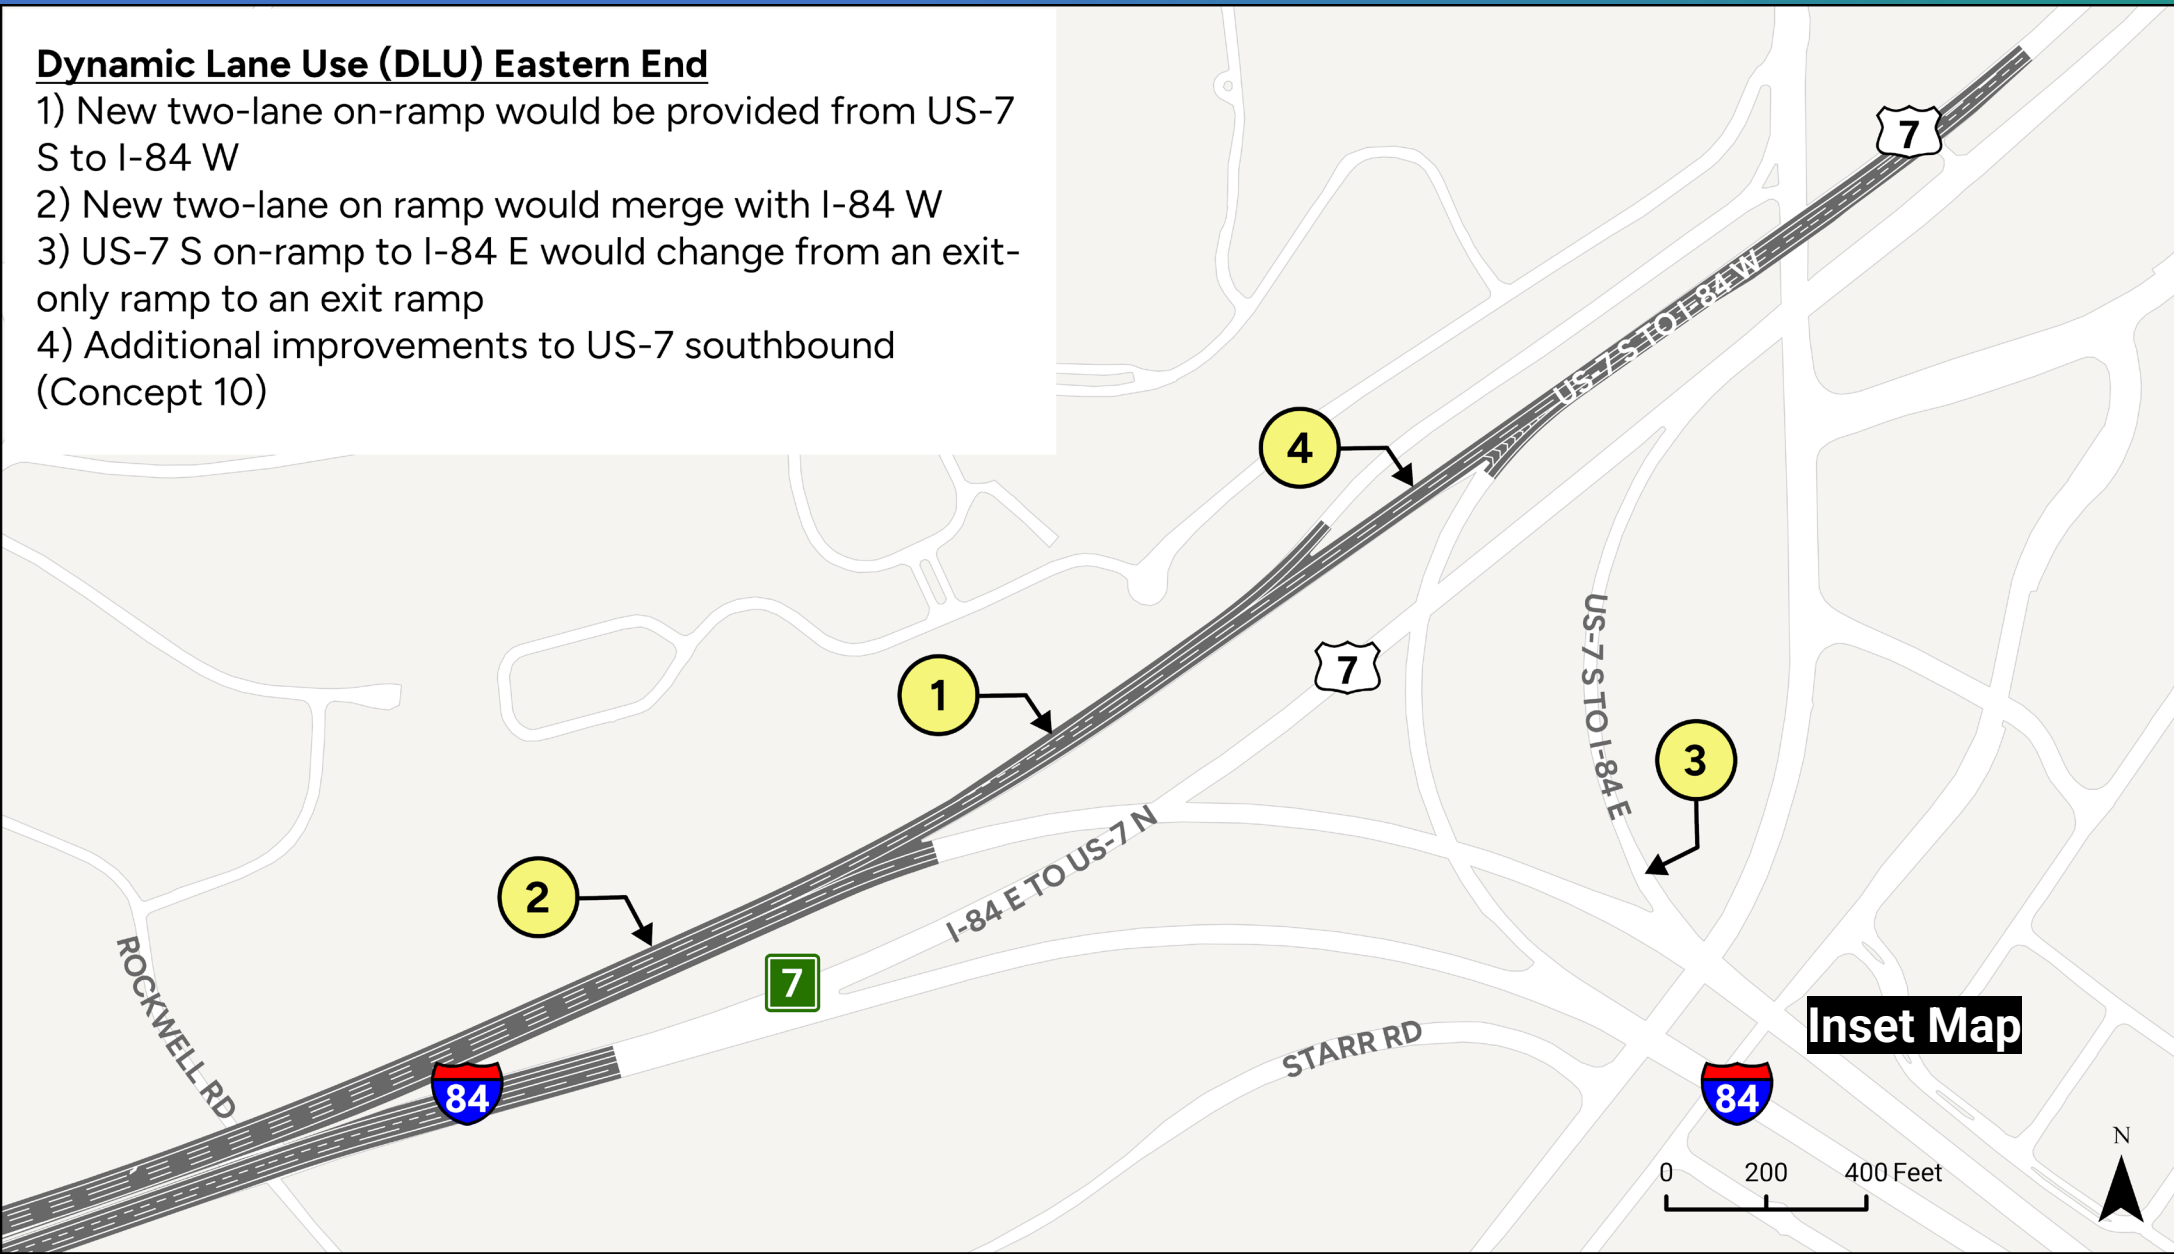 Dynamic Lane Use (DLU) Eastern End
1) New two-lane on-ramp would be provided from US-7
S to I-84 W
2) New two-lane on ramp would merge with I-84 W
3) US-7 S on-ramp to I-84 E would change from an exit-
only ramp to an exit ramp
4) Additional improvements to US-7 southbound
(Concept 10)
7
US-7 S TO I-84 W
4
US-7 S TO I-84 E
7
1
3
I-84 E TO US-7 N
2
ROCKWELL RD
7
STARR RD
Inset Map
84
84
N
0 200 400 Feet